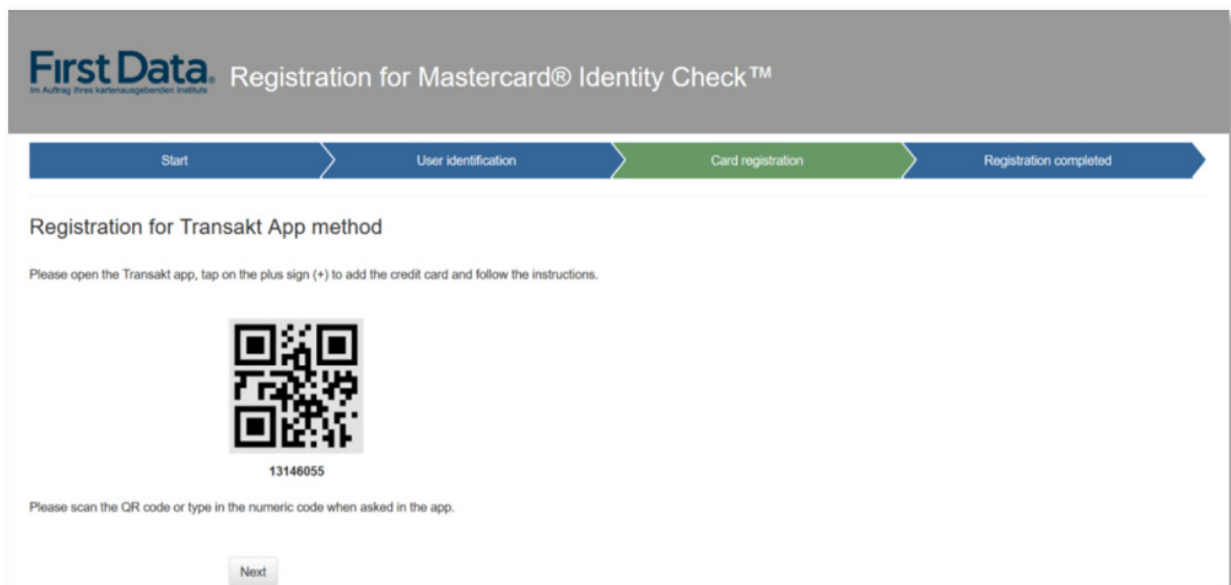 First Data. Registration for Mastercard® Identity Check™
Im Auftrag Ihres kartenausgebenden Instituts
Start
User identification
Card registration
Registration completed
Registration for Transakt App method
Please open the Transakt app, tap on the plus sign (+) to add the credit card and follow the instructions.
13146055
Please scan the QR code or type in the numeric code when asked in the app.
Next